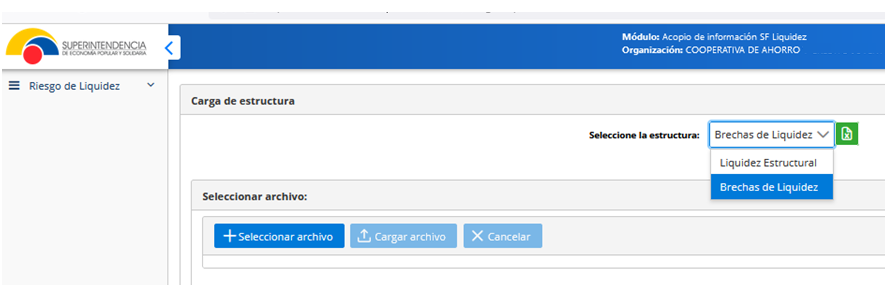 SUPERINTENDENCIA
DE ECONOMÍA POPULAR Y SOLIDARIA
Módulo: Acopio de información SF Liquidez
Organización: COOPERATIVA DE AHORRO
Riesgo de Liquidez
Carga de estructura
Seleccione la estructura: Brechas de Liquidez
Liquidez Estructural
Brechas de Liquidez
Seleccionar archivo:
Seleccionar archivo Cargar archivo Cancelar